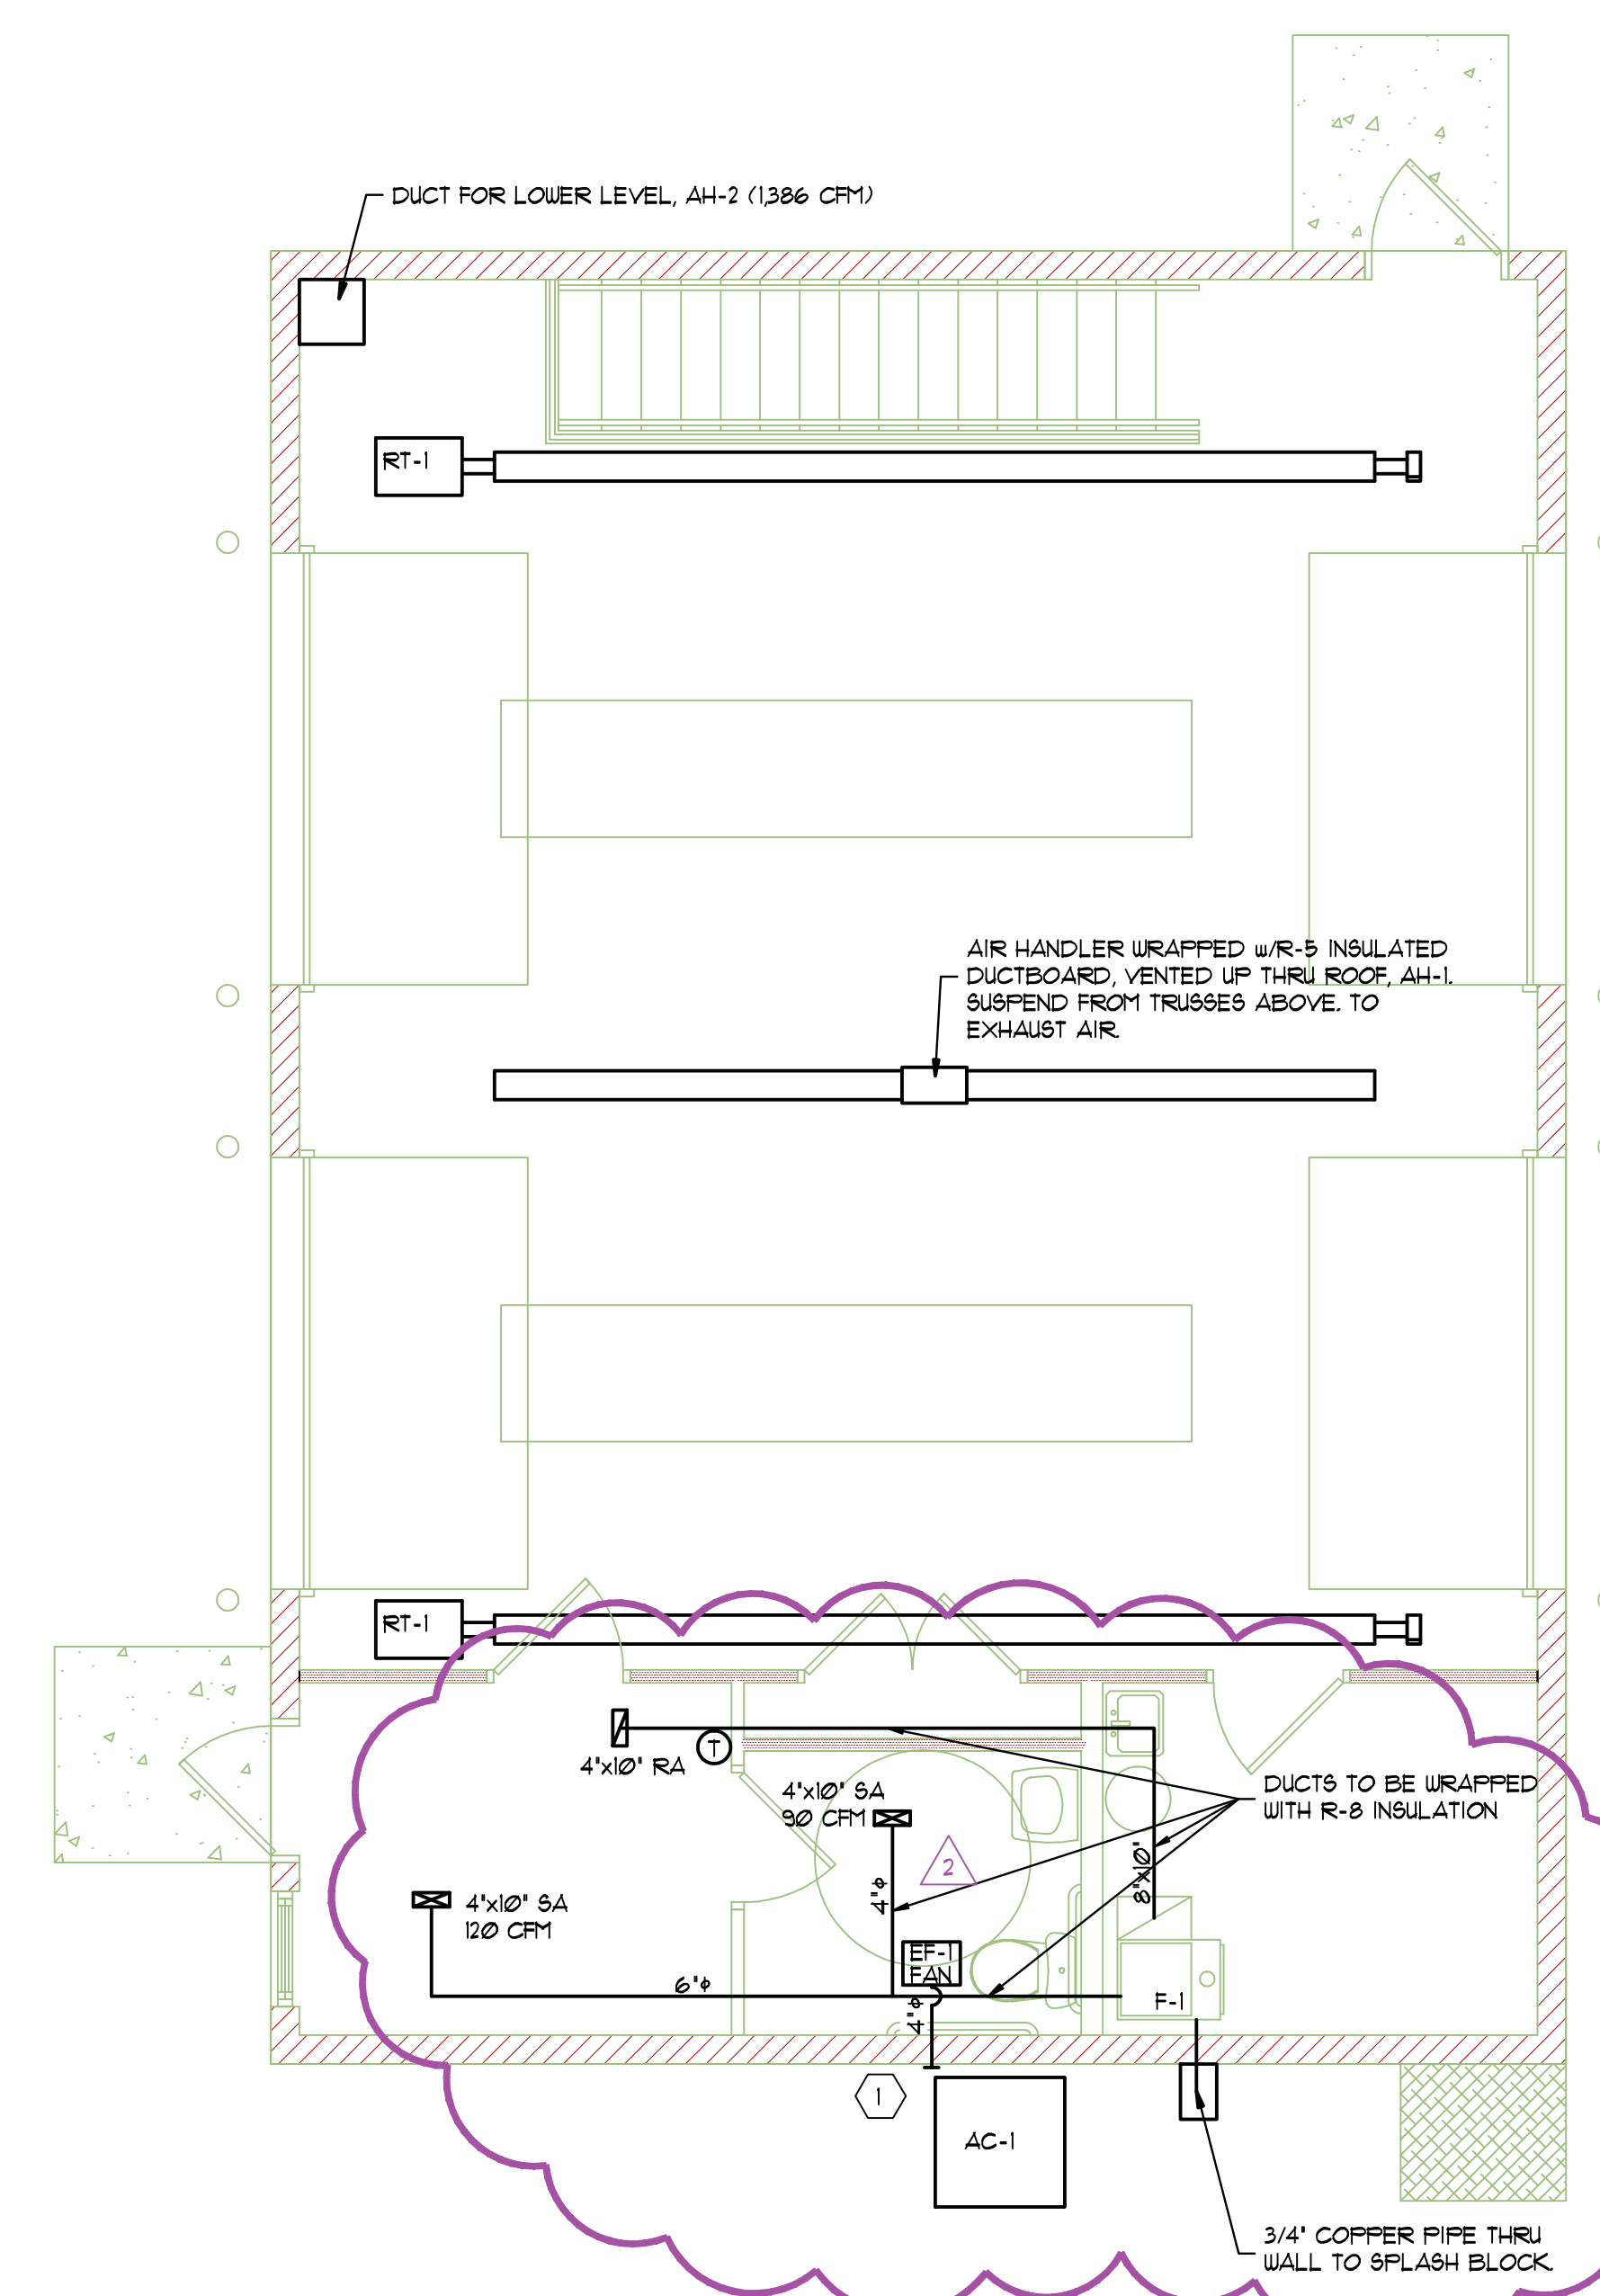 DUCT FOR LOWER LEVEL, AH-2 (1,386 CFM)
RT-1
AIR HANDLER WRAPPED w/R-5 INSULATED
DUCTBOARD, VENTED UP THRU ROOF, AH-1.
SUSPEND FROM TRUSSES ABOVE. TO
EXHAUST AIR.
RT-1
T
4"x10" RA
4"x10" SA
90 CFM
DUCTS TO BE WRAPPED
WITH R-8 INSULATION
2
8"x10"
4"ϕ
4"x10" SA
120 CFM
EF-1
FAN
6"ϕ
4"ϕ
F-1
1
AC-1
3/4" COPPER PIPE THRU
WALL TO SPLASH BLOCK.